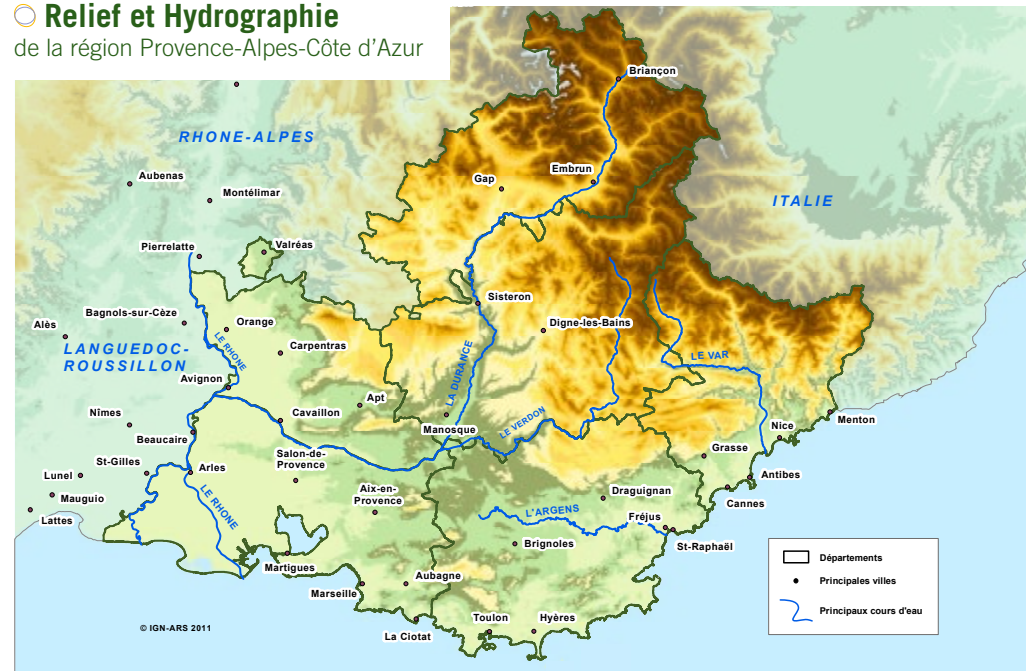 Relief et Hydrographie
de la région Provence-Alpes-Côte d'Azur
Briançon
RHONE-ALPES
Aubenas
Embrun
Gap
Montélimar
ITALIE
Valréas
Pierrelatte
Sisteron
Bagnols-sur-Cèze
Orange
Digne-les-Bains
Alès
LANGUEDOC-
ROUSSILLON
LE RHONE
Carpentras
LE VAR
Avignon
LA DURANCE
Apt
Nîmes
Cavaillon
Manosque
LE VERDON
Menton
Nice
Beaucaire
Grasse
Salon-de-
Provence
St-Gilles
Arles
Lunel
Antibes
Mauguio
LE RHONE
Aix-en-
Provence
Draguignan
Cannes
Lattes
L'ARGENS
Fréjus
St-Raphaël
Brignoles
Martigues
Aubagne
Marseille
Toulon
Hyères
La Ciotat
Départements
Principales villes
Principaux cours d'eau
© IGN-ARS 2011